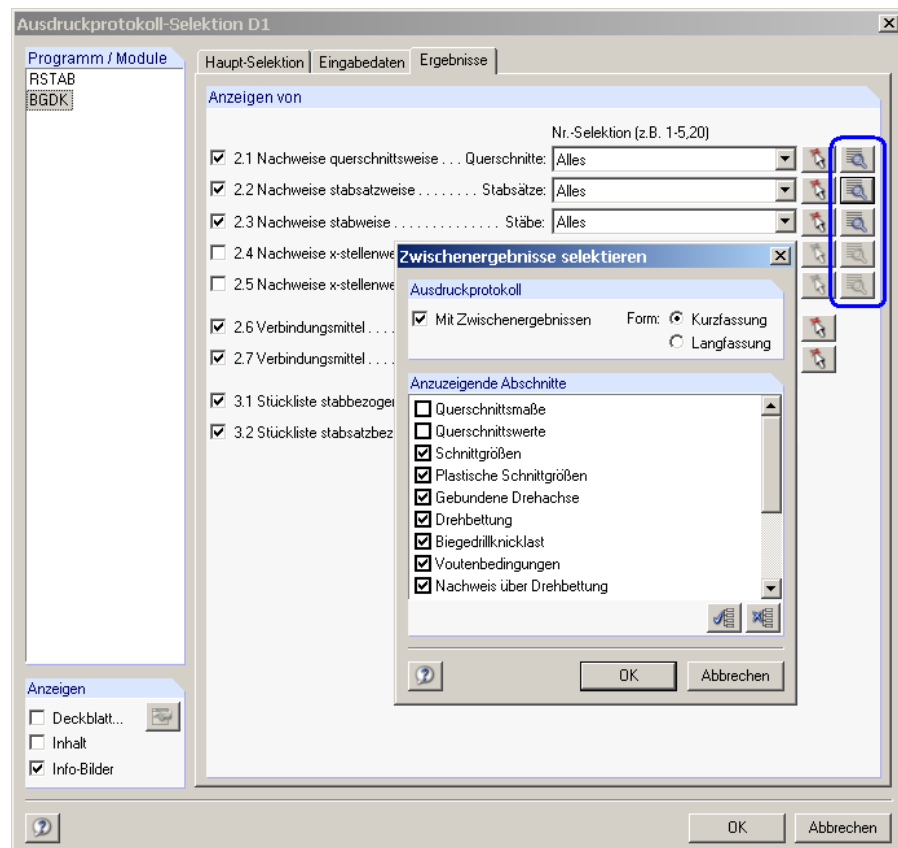 Ausdruckprotokoll-Selektion D1
Programm / Module
RSTAB
BGDK
Haupt-Selektion
Eingabedaten
Ergebnisse
Anzeigen von
Nr.-Selektion (z.B. 1-5,20)
2.1 Nachweise querschnittsweise . . . Querschnitte: Alles
2.2 Nachweise stabsatzweise . . . . . . . . Stabsätze: Alles
2.3 Nachweise stabweise . . . . . . . . . . . . . . Stäbe: Alles
2.4 Nachweise x-stellenwe
2.5 Nachweise x-stellenwe
2.6 Verbindungsmittel . . . .
2.7 Verbindungsmittel . . . .
3.1 Stückliste stabbezoge
3.2 Stückliste stabsatzbez
Zwischenergebnisse selektieren
Ausdruckprotokoll
Mit Zwischenergebnissen Form: Kurzfassung
Langfassung
Anzuzeigende Abschnitte
Querschnittsmaße
Querschnittswerte
Schnittgrößen
Plastische Schnittgrößen
Gebundene Drehachse
Drehbettung
Biegedrillknicklast
Voutenbedingungen
Nachweis über Drehbettung
OK
Abbrechen
Anzeigen
Deckblatt...
Inhalt
Info-Bilder
OK
Abbrechen